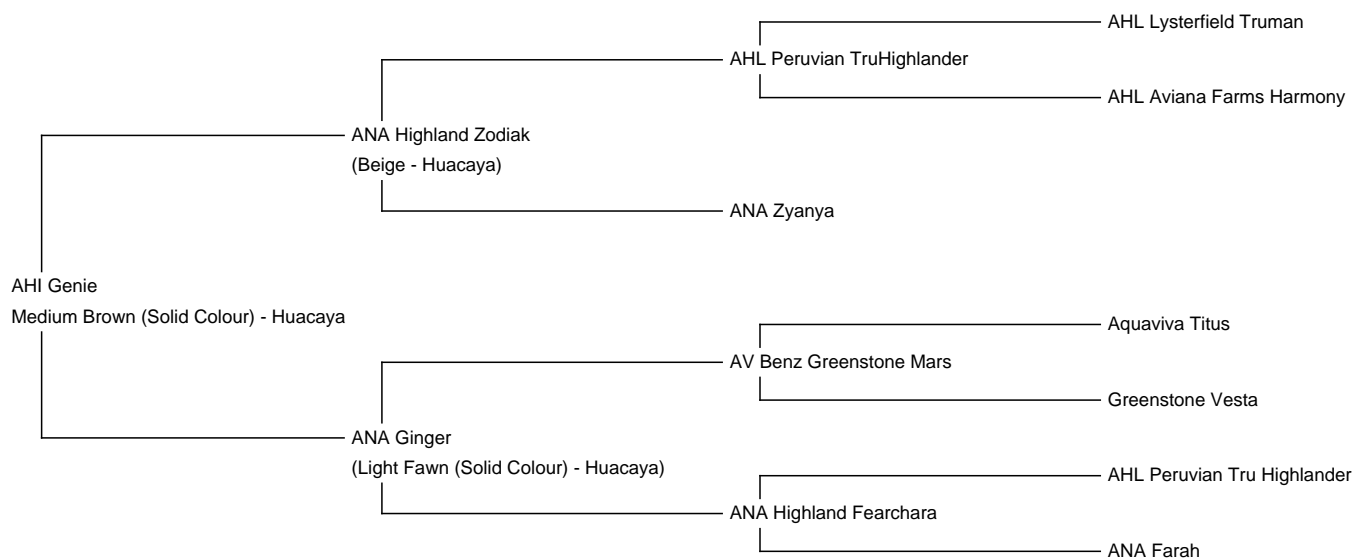 AHL Lysterfield Truman
AHL Peruvian TruHighlander
AHL Aviana Farms Harmony
ANA Highland Zodiak
(Beige - Huacaya)
ANA Zyanya
AHI Genie
Medium Brown (Solid Colour) - Huacaya
Aquaviva Titus
AV Benz Greenstone Mars
Greenstone Vesta
ANA Ginger
(Light Fawn (Solid Colour) - Huacaya)
AHL Peruvian Tru Highlander
ANA Highland Fearchara
ANA Farah